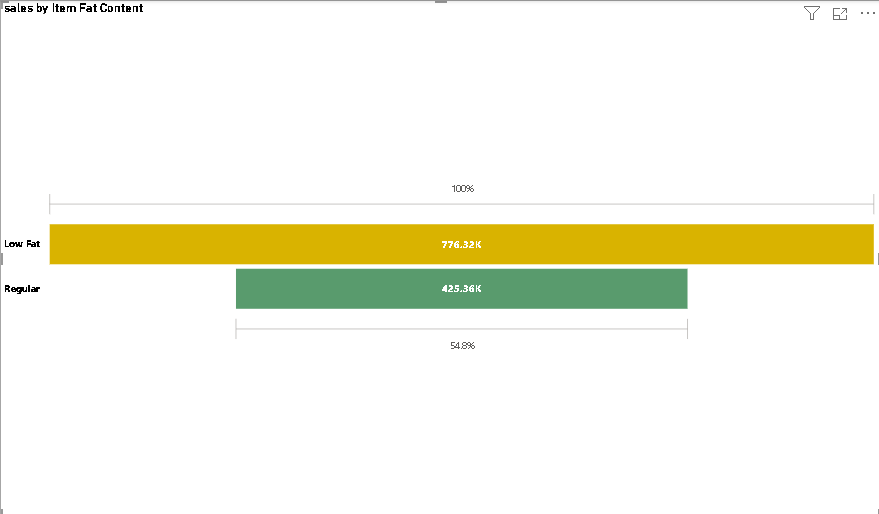 sales by Item Fat Content
100%
Low Fat
776.32K
Regular
425.36K
54.8%